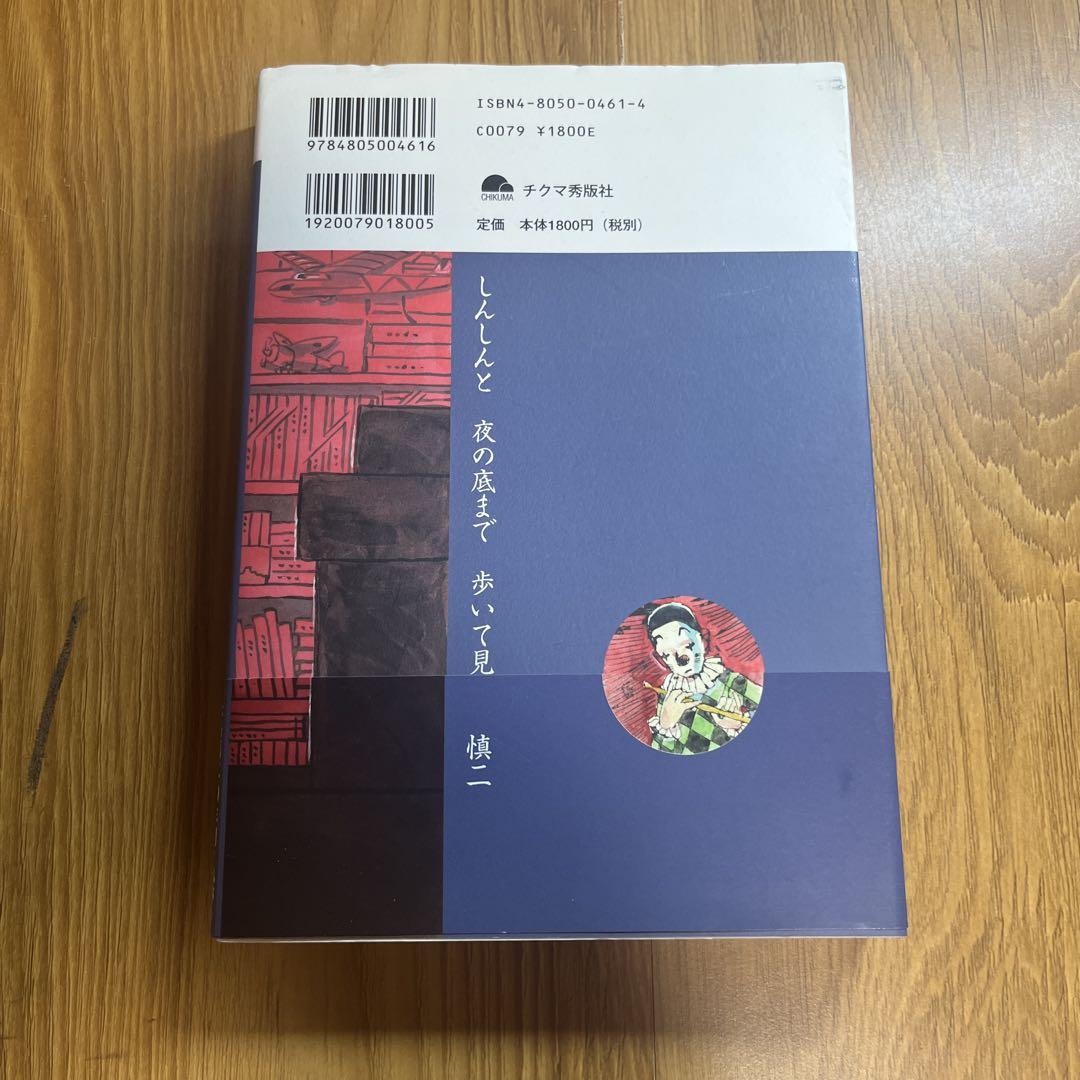 9784805004616
1920079018005
ISBN4-8050-0461-4
C0079 ¥1800E
CHIKUMA チクマ秀版社
定価 本体1800円（税別）
しんしんと 夜の底まで 歩いて見 慎二